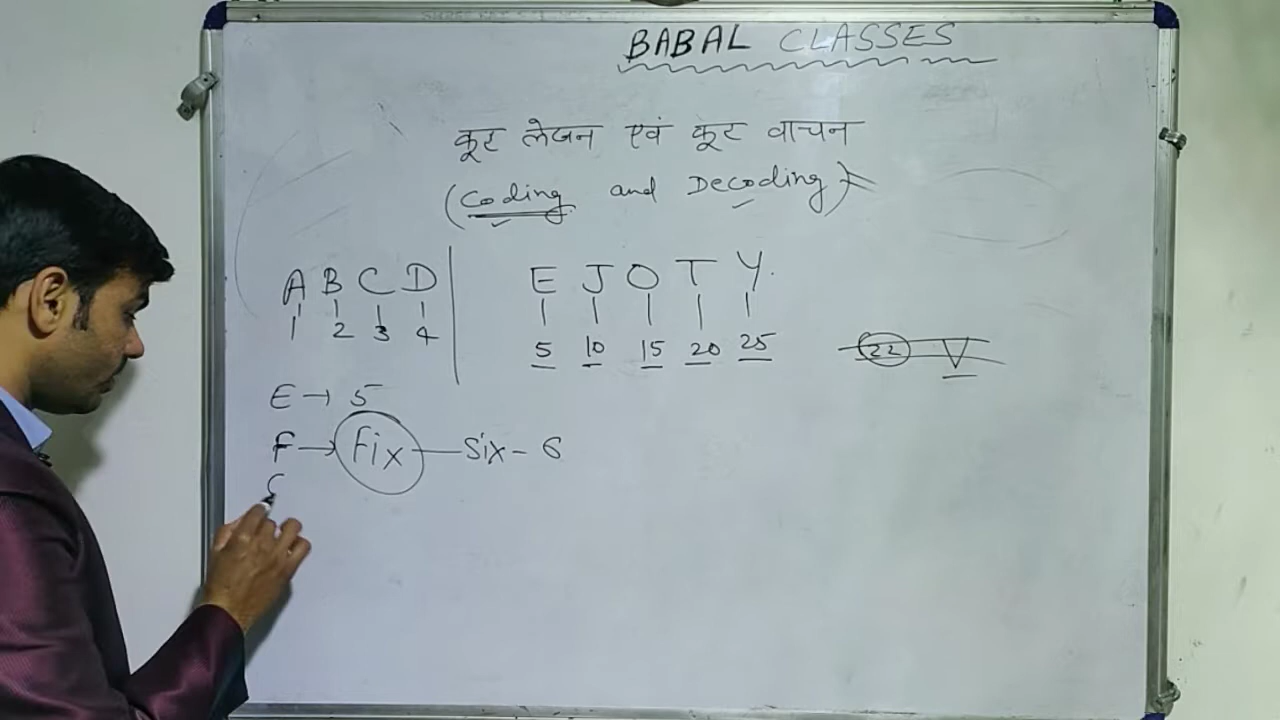 BABAL CLASSES
कूट लेखन एवं कूट वाचन
(Coding and Decoding)
A B C D E J O T Y.
1 2 3 4 5 10 15 20 25 22 V
E → 5
F → Fix — Six - 6